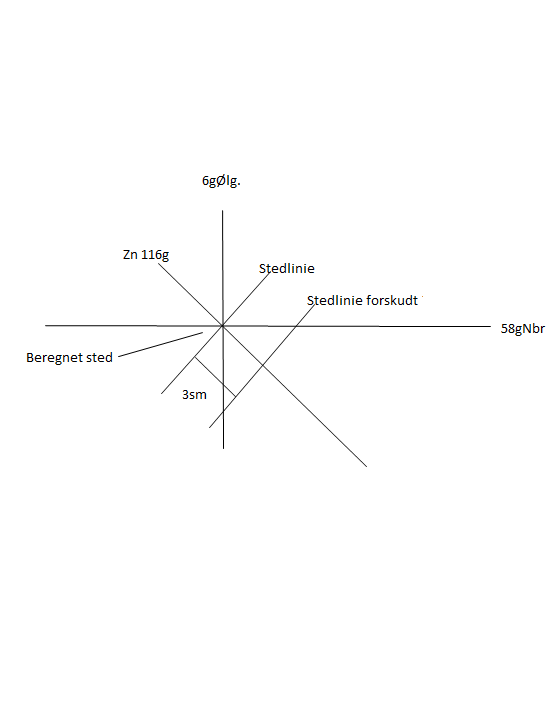 6gØlg.
Zn 116g
Stedlinie
Stedlinie forskudt
58gNbr
Beregnet sted
3sm